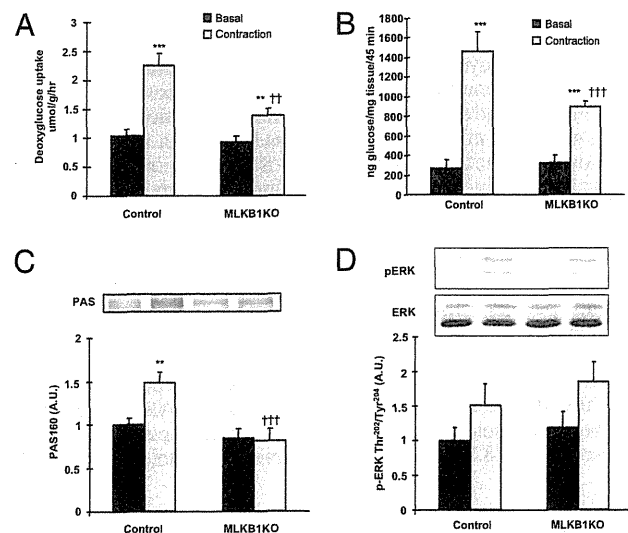 A
Basal
Contraction
Deoxyglucose uptake
umol/g/hr
3
2.5
2
1.5
1
0.5
0
***
** ††
Control
MLKB1KO
B
Basal
Contraction
ng glucose/mg tissue/45 min
1800
1600
1400
1200
1000
800
600
400
200
0
***
*** †††
Control
MLKB1KO
C
PAS
PAS160 (A.U.)
2
1.5
1
0.5
0
**
†††
Control
MLKB1KO
D
pERK
ERK
p-ERK Thr202/Tyr204 (A.U.)
2.5
2
1.5
1
0.5
0
Control
MLKB1KO